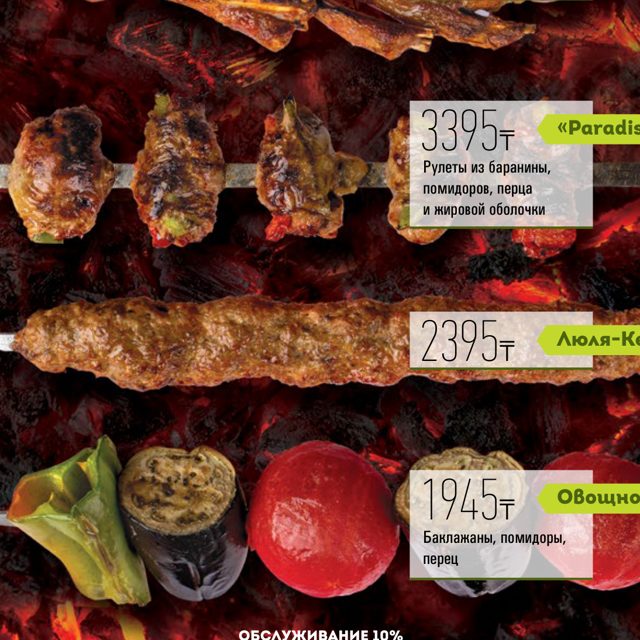 3395₸
«Paradis
Рулеты из баранины,
помидоров, перца
и жировой оболочки
2395₸
Люля-Ке
1945₸
Овощно
Баклажаны, помидоры,
перец
ОБСЛУЖИВАНИЕ 10%